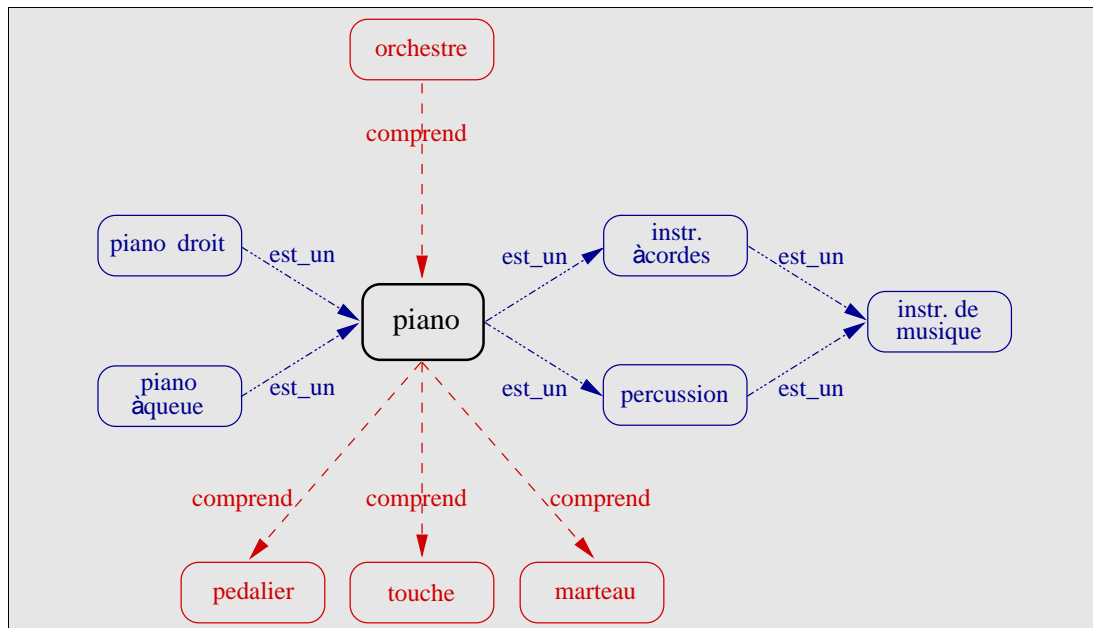 orchestre
comprend
piano droit
est_un
est_un
instr.
àcordes
est_un
piano
instr. de
musique
piano
àqueue
est_un
est_un
percussion
est_un
comprend
comprend
comprend
pedalier
touche
marteau